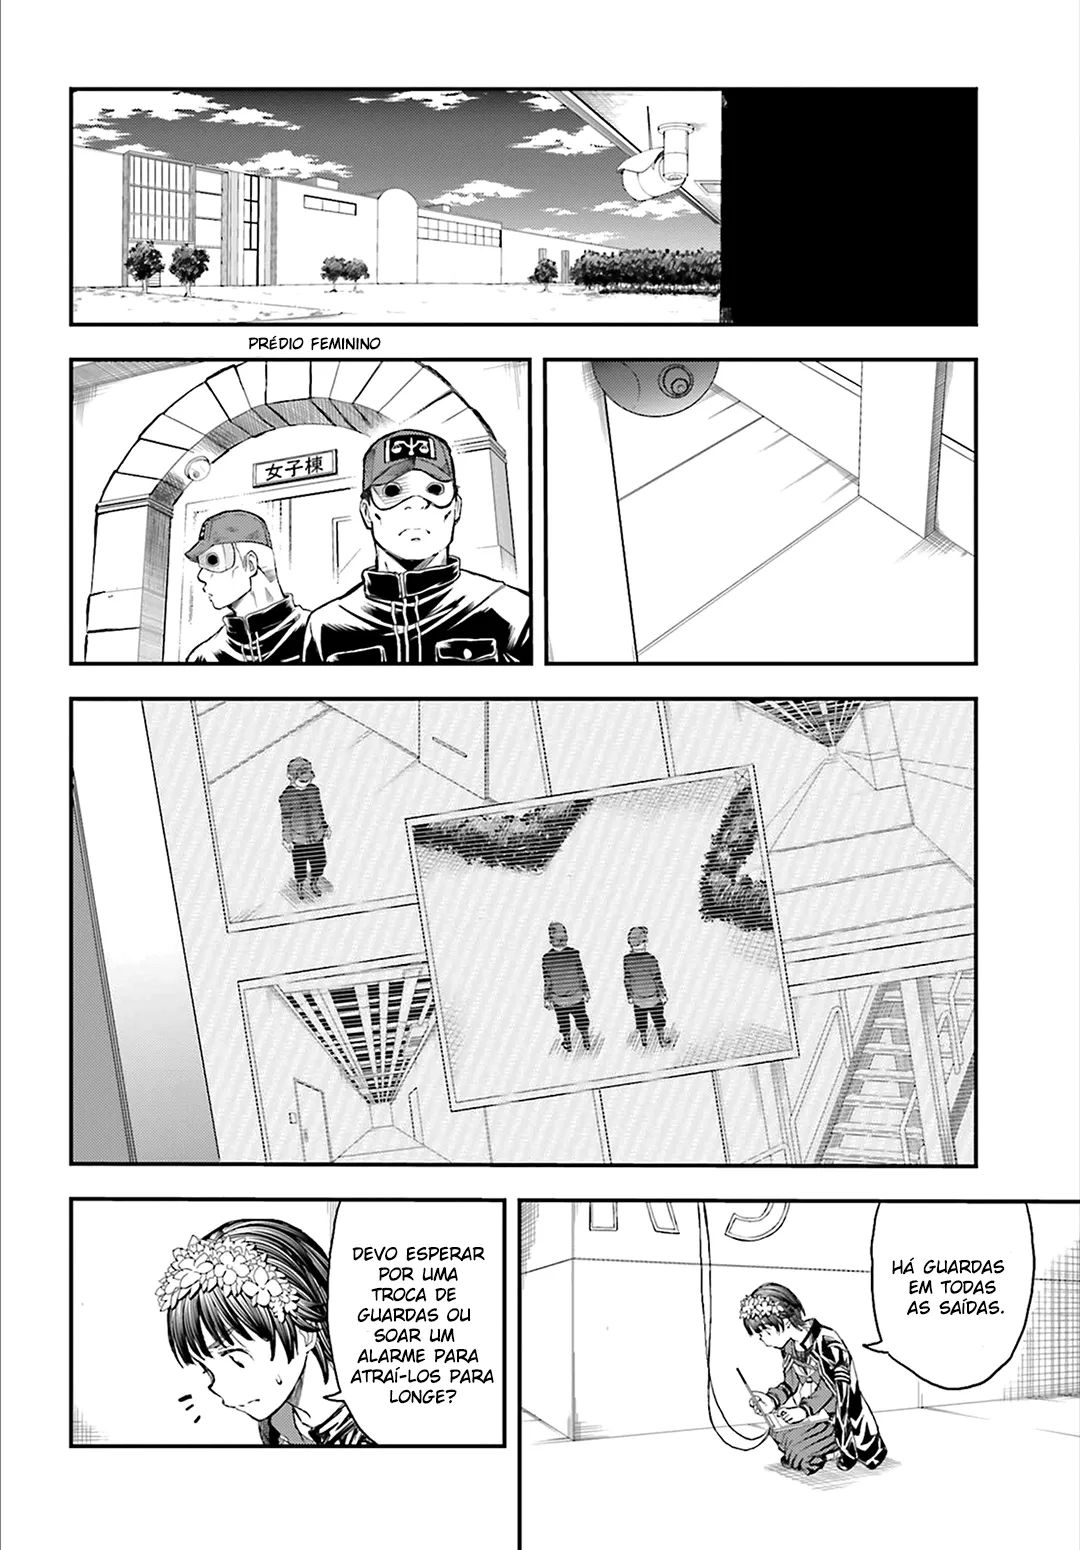 PRÉDIO FEMININO
女子棟
HÁ GUARDAS
EM TODAS
AS SAÍDAS.
DEVO ESPERAR
POR UMA
TROCA DE
GUARDAS OU
SOAR UM
ALARME PARA
ATRAÍ-LOS PARA
LONGE?